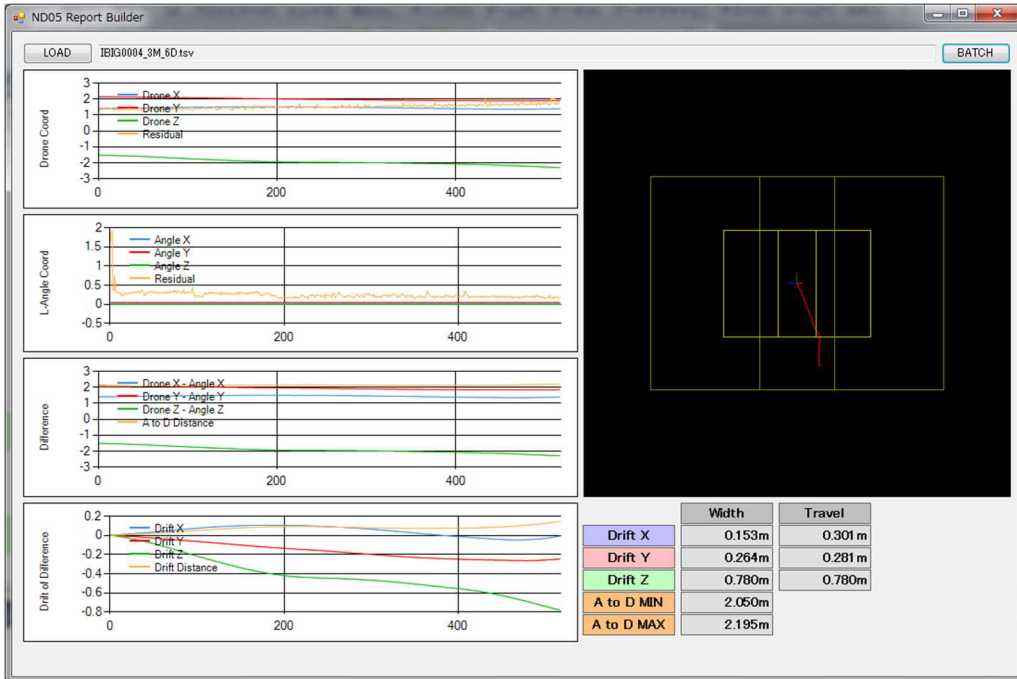 ND05 Report Builder
LOAD IBIG0004_3M_6D.tsv BATCH
Drone Coord
3
2
1
0
-1
-2
-3
Drone X
Drone Y
Drone Z
Residual
0 200 400
L-Angle Coord
2
1.5
1
0.5
0
-0.5
Angle X
Angle Y
Angle Z
Residual
0 200 400
Difference
3
2
1
0
-1
-2
-3
Drone X - Angle X
Drone Y - Angle Y
Drone Z - Angle Z
A to D Distance
0 200 400
Drift of Difference
0.2
0
-0.2
-0.4
-0.6
-0.8
Drift X
Drift Y
Drift Z
Drift Distance
0 200 400
Width Travel
Drift X 0.153m 0.301m
Drift Y 0.264m 0.281m
Drift Z 0.780m 0.780m
A to D MIN 2.050m
A to D MAX 2.195m